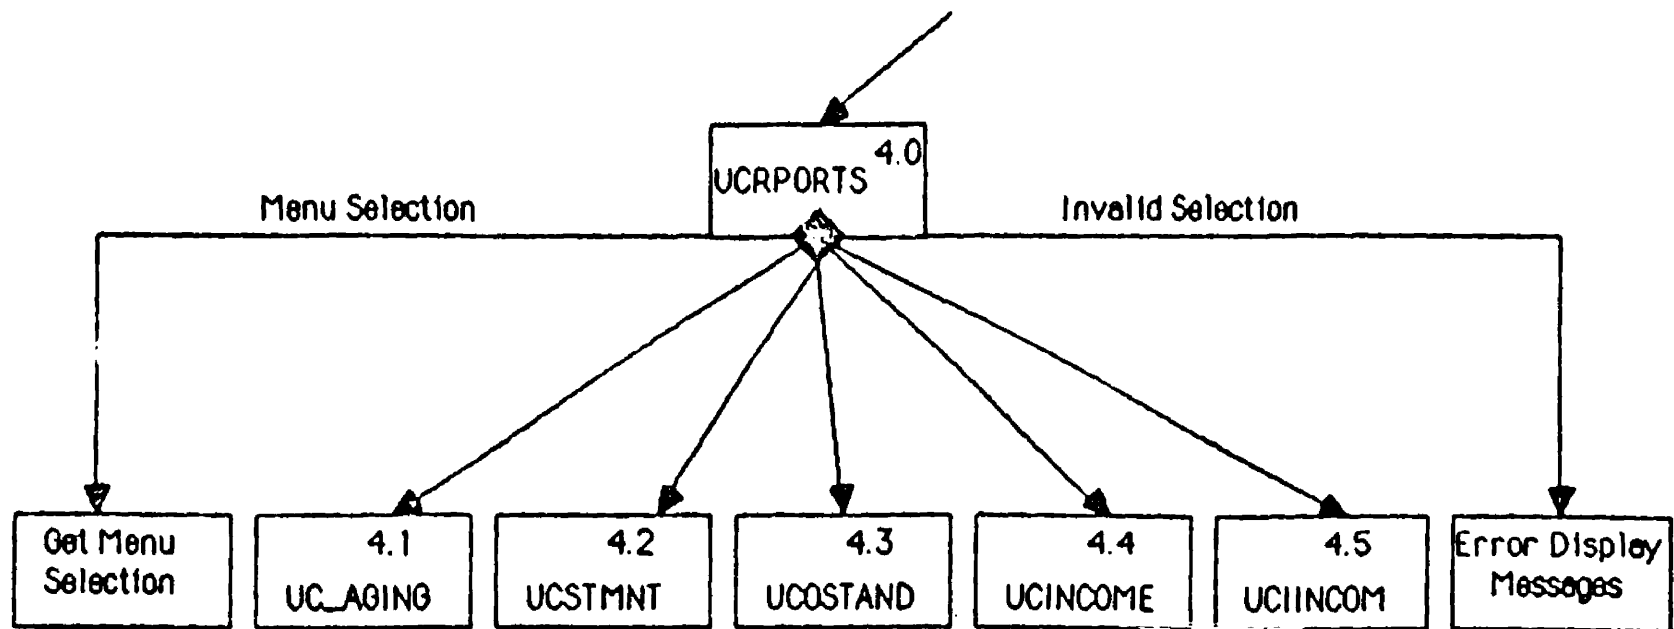 4.0
UCRPORTS
Menu Selection
Invalid Selection
Get Menu
Selection
4.1
UC_AGING
4.2
UCSTMNT
4.3
UCOSTAND
4.4
UCINCOME
4.5
UCIINCOM
Error Display
Messages